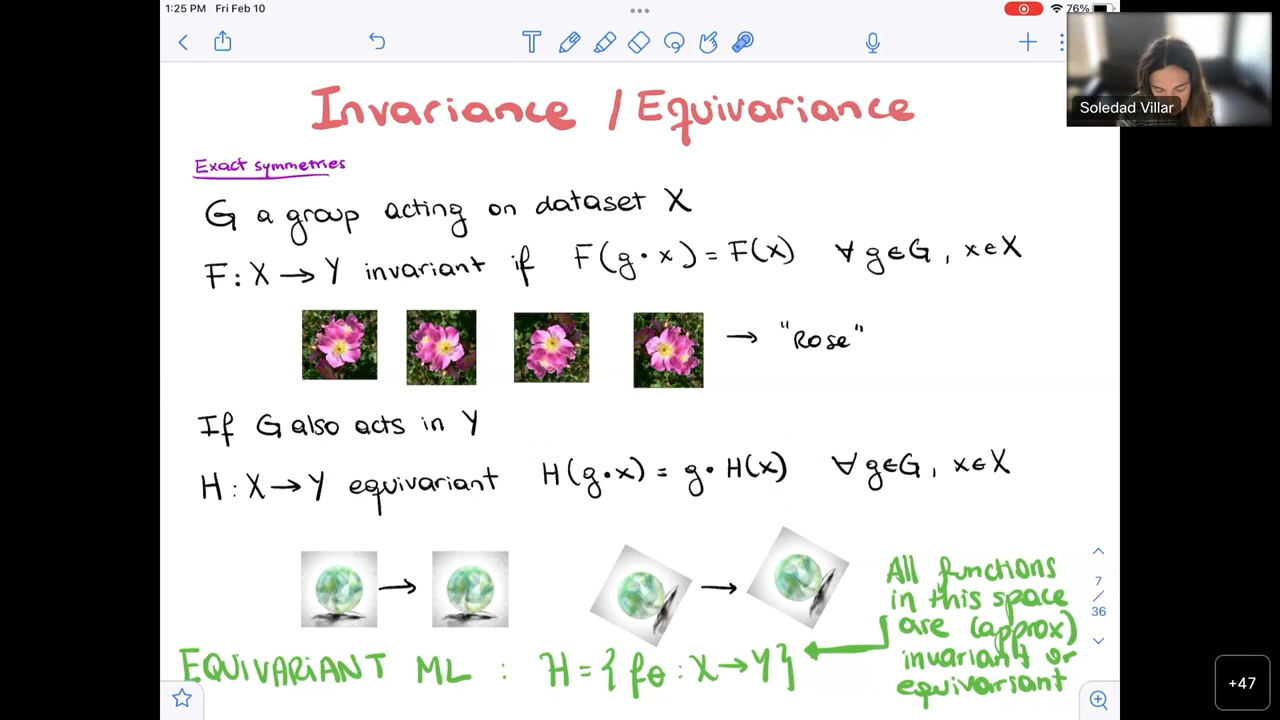 1:25 PM Fri Feb 10
76%
Soledad Villar
Invariance / Equivariance
Exact symmetries
G a group acting on dataset X
F : X → Y invariant if F(g · x) = F(x) ∀ g ∈ G , x ∈ X
→ "Rose"
If G also acts in Y
H : X → Y equivariant H(g·x) = g· H(x) ∀ g ∈ G , x ∈ X
→
→
All functions
in this space
are (approx)
invariant or
equivariant
EQUIVARIANT ML : H = { fθ : X → Y }
7
/
36
+47